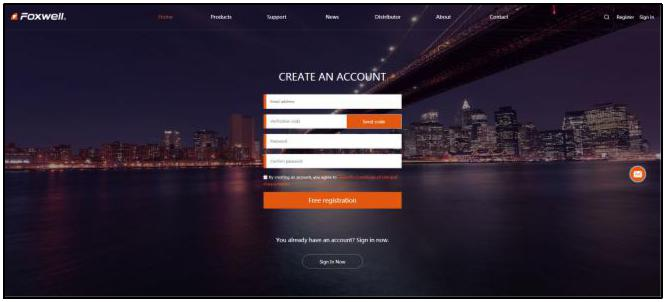 Foxwell.
Home Products Support News Distributor About Contact Register Sign in
CREATE AN ACCOUNT
Email address
Verification code Send code
Password
Confirm password
By creating an account, you agree to
Free registration
You already have an account? Sign in now.
Sign In Now